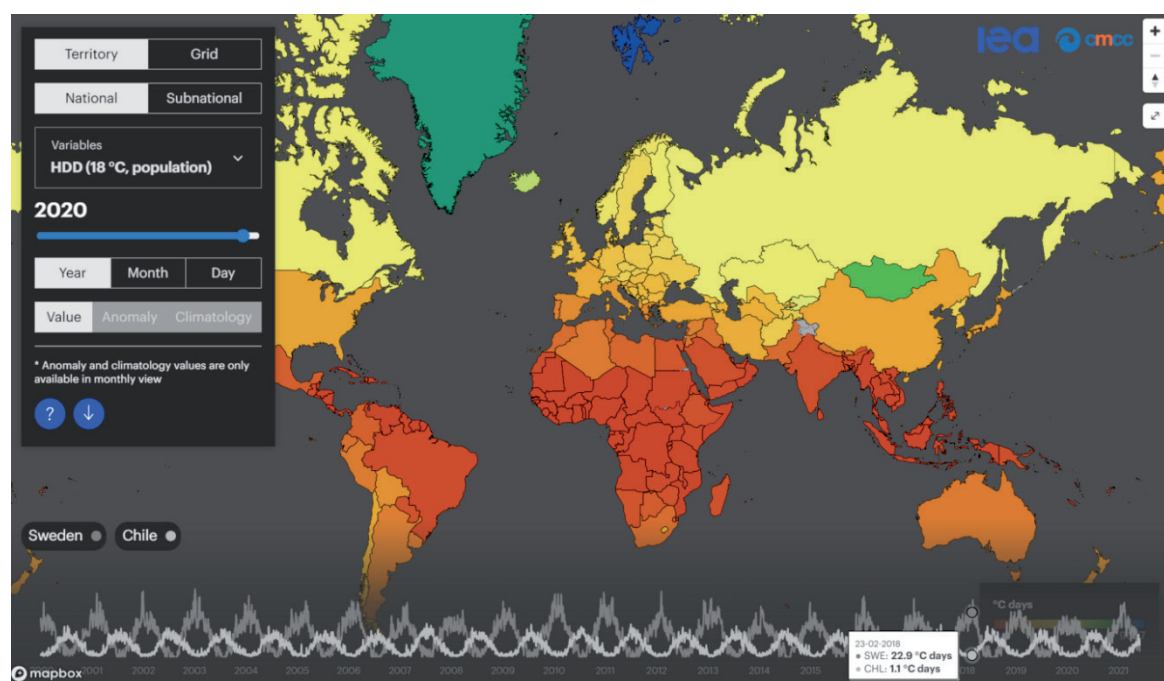 Territory Grid
National Subnational
Variables
HDD (18 °C, population)
2020
Year Month Day
Value Anomaly Climatology
* Anomaly and climatology values are only
available in monthly view
?
iea cmcc
Sweden Chile
°C days
23-02-2018
SWE: 22.9 °C days
CHL: 1.1 °C days
2000 2001 2002 2003 2004 2005 2006 2007 2008 2009 2010 2011 2012 2013 2014 2015 2018 2019 2020 2021
mapbox